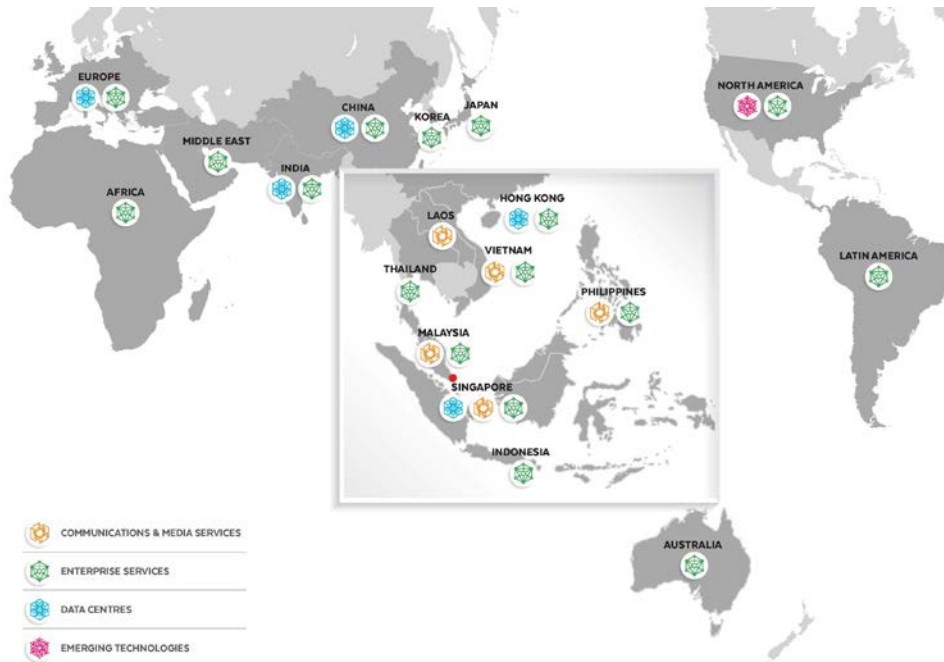 EUROPE
CHINA
KOREA
JAPAN
NORTH AMERICA
MIDDLE EAST
INDIA
AFRICA
HONG KONG
LAOS
VIETNAM
THAILAND
PHILIPPINES
LATIN AMERICA
MALAYSIA
SINGAPORE
INDONESIA
AUSTRALIA
COMMUNICATIONS & MEDIA SERVICES
ENTERPRISE SERVICES
DATA CENTRES
EMERGING TECHNOLOGIES